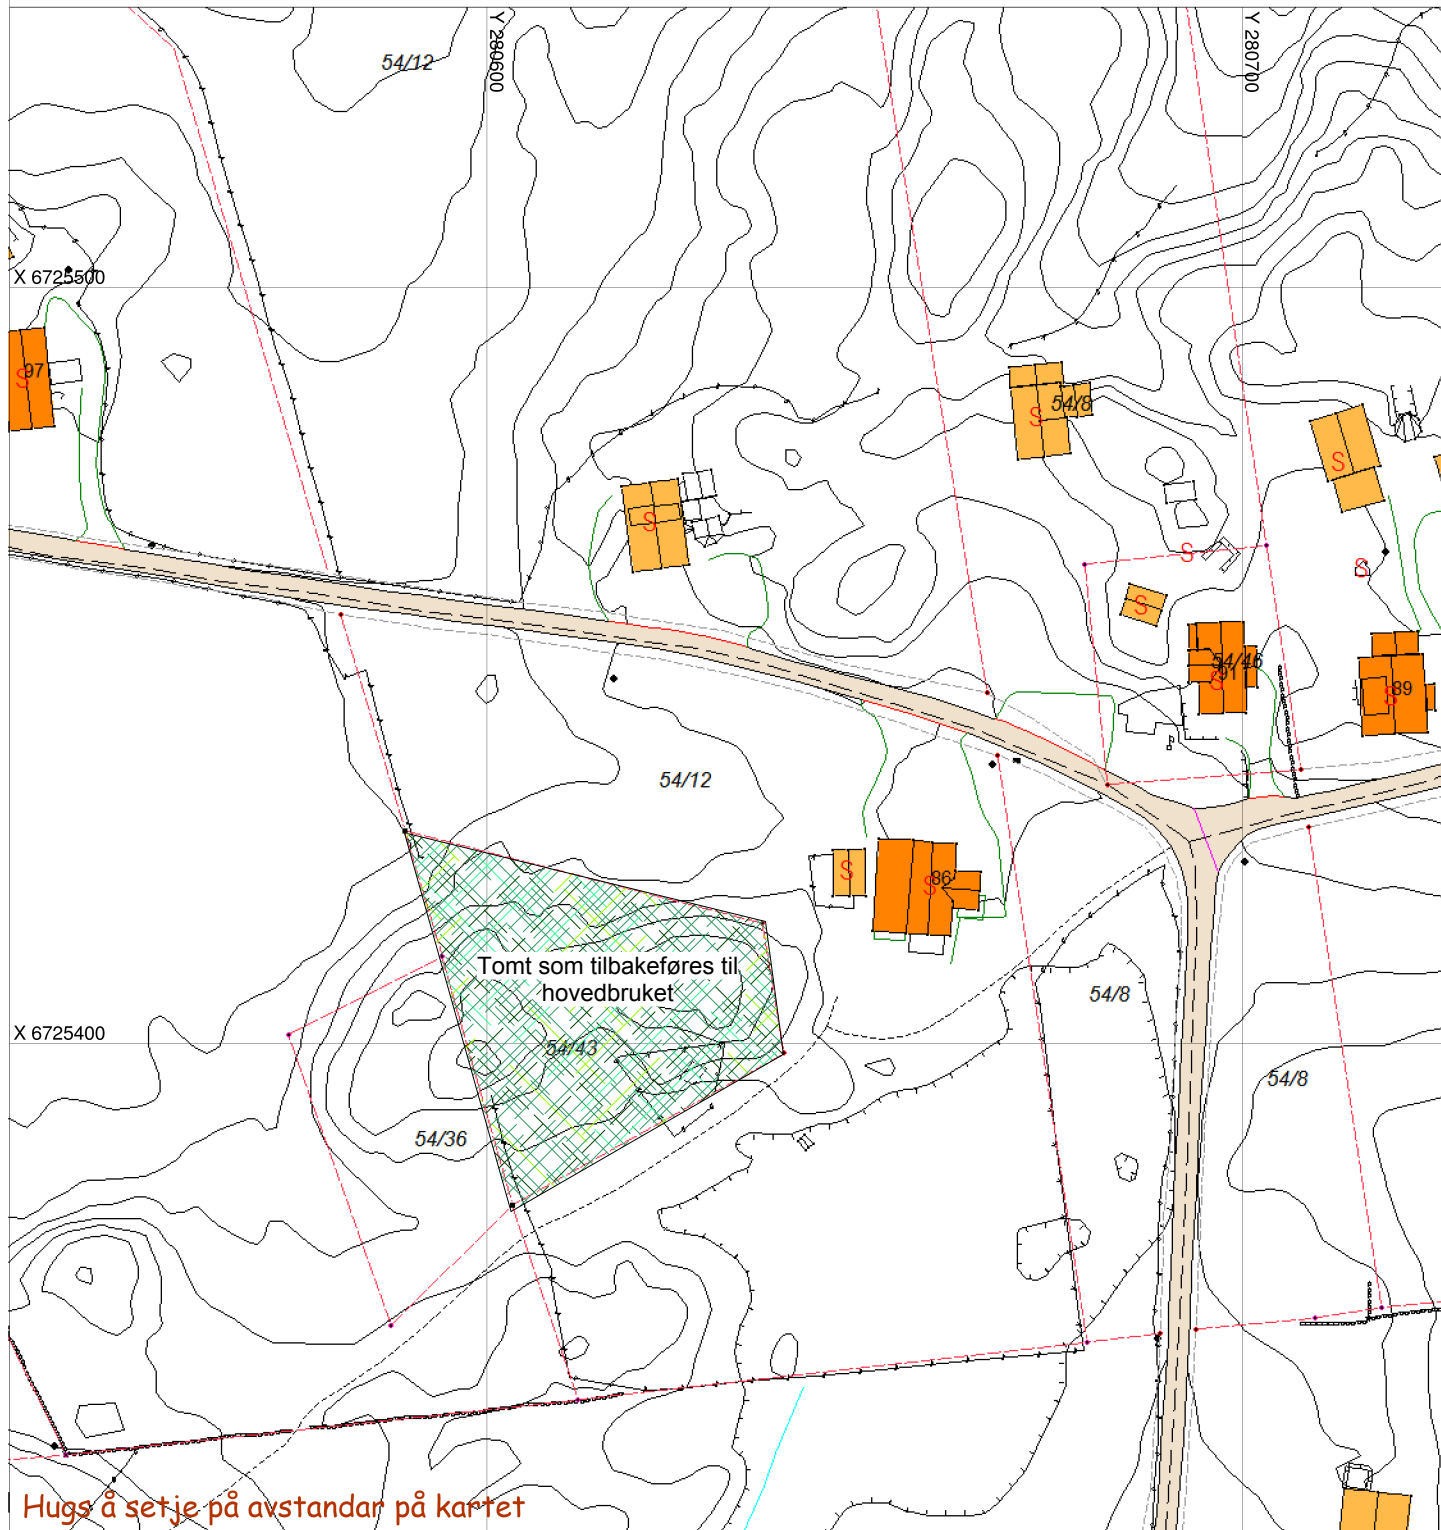 54/12
Y 280600
Y 280700
X 6725500
97
S
54/8
S
S
S
S
S
S
54/46
91
S
89
S
54/12
S
86
S
Tomt som tilbakeføres til
hovedbruket
54/8
X 6725400
54/43
54/8
54/36
Hugs å setje på avstandar på kartet